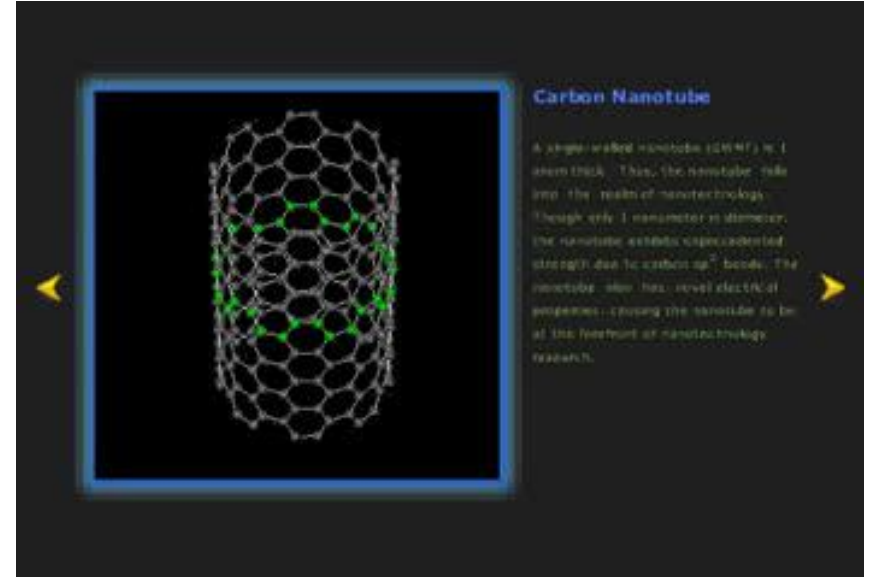 Carbon Nanotube
A single-walled nanotube (SWNT) is 1
atom thick. Thus, the nanotube falls
into the realm of nanotechnology.
Though only 1 nanometer in diameter,
the nanotube exhibits unprecedented
strength due to carbon sp² bonds. The
nanotube also has novel electrical
properties, causing the nanotube to be
at the forefront of nanotechnology
research.